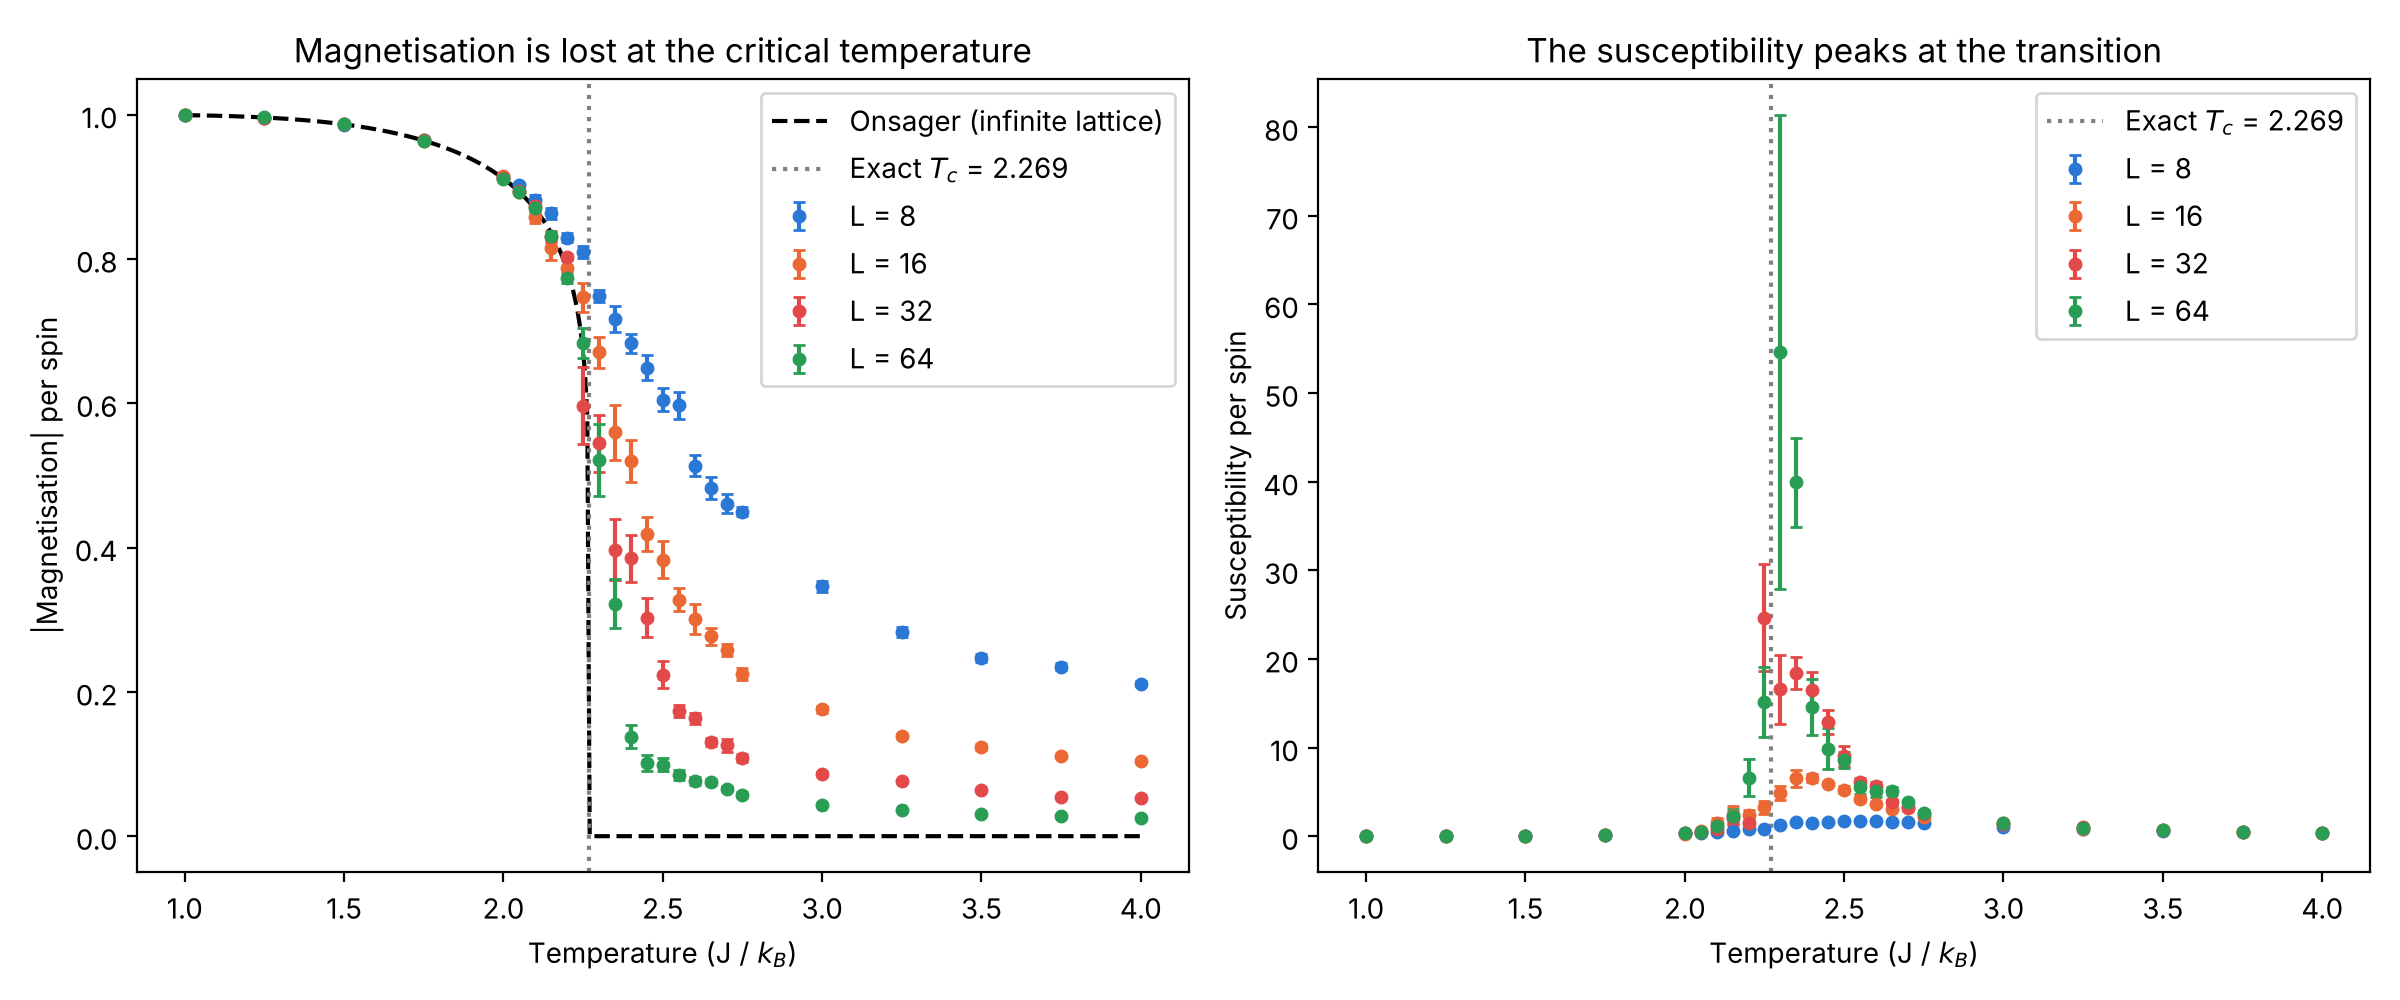 Magnetisation is lost at the critical temperature
|Magnetisation| per spin
1.0
0.8
0.6
0.4
0.2
0.0
Onsager (infinite lattice)
Exact T_c = 2.269
L = 8
L = 16
L = 32
L = 64
1.0 1.5 2.0 2.5 3.0 3.5 4.0
Temperature (J / k_B)
The susceptibility peaks at the transition
Susceptibility per spin
80
70
60
50
40
30
20
10
0
Exact T_c = 2.269
L = 8
L = 16
L = 32
L = 64
1.0 1.5 2.0 2.5 3.0 3.5 4.0
Temperature (J / k_B)